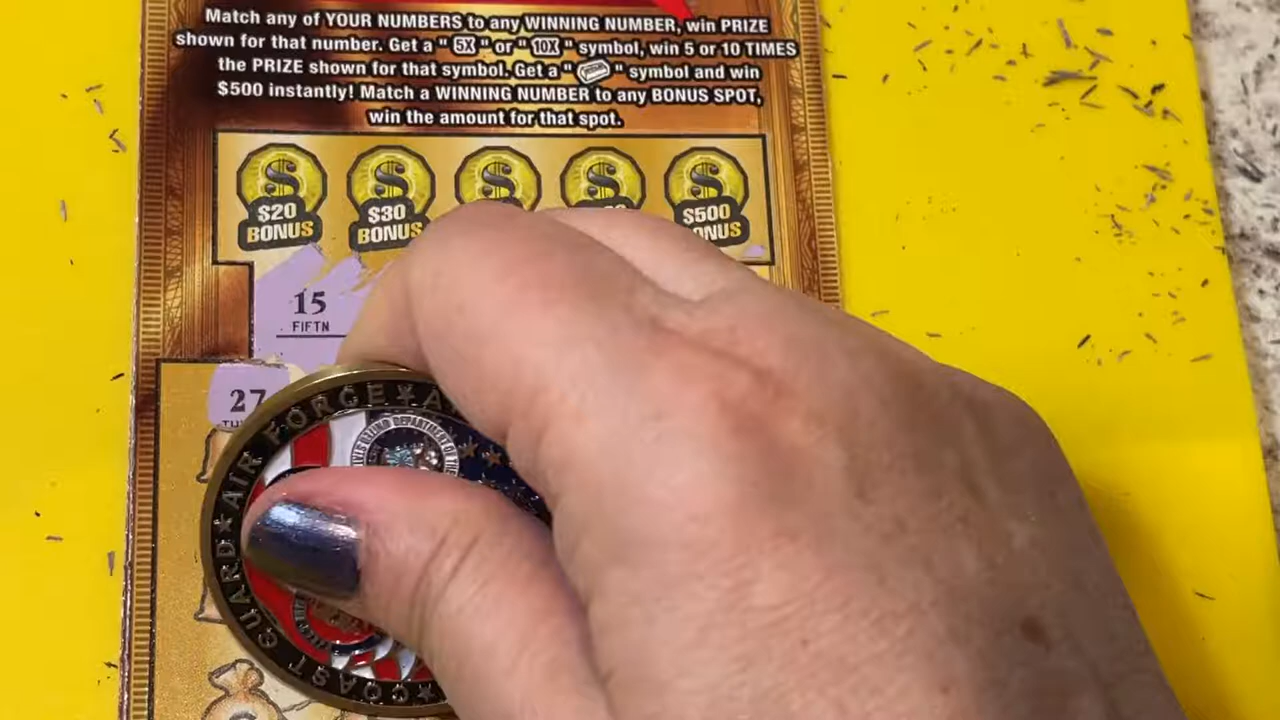 Match any of YOUR NUMBERS to any WINNING NUMBER, win PRIZE
shown for that number. Get a "5X" or "10X" symbol, win 5 or 10 TIMES
the PRIZE shown for that symbol. Get a " " symbol and win
$500 instantly! Match a WINNING NUMBER to any BONUS SPOT,
win the amount for that spot.
$20 $30 $500
BONUS BONUS
15
FIFTN
27
COAST GUARD ★ AIR FORCE ★